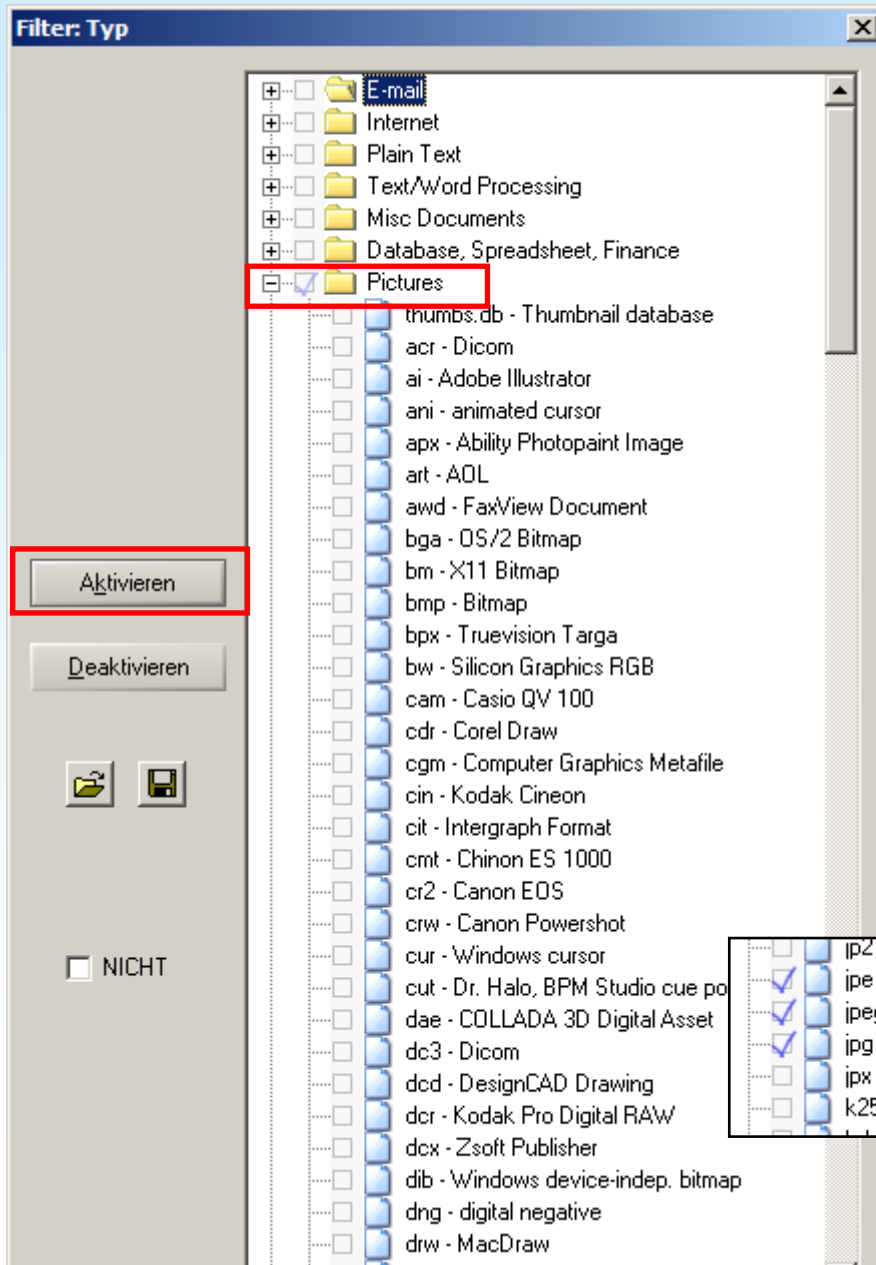 Filter: Typ
E-mail
Internet
Plain Text
Text/Word Processing
Misc Documents
Database, Spreadsheet, Finance
Pictures
thumbs.db - Thumbnail database
acr - Dicom
ai - Adobe Illustrator
ani - animated cursor
apx - Ability Photopaint Image
art - AOL
awd - FaxView Document
bga - OS/2 Bitmap
bm - X11 Bitmap
bmp - Bitmap
bpx - Truevision Targa
bw - Silicon Graphics RGB
cam - Casio QV 100
cdr - Corel Draw
cgm - Computer Graphics Metafile
cin - Kodak Cineon
cit - Intergraph Format
cmt - Chinon ES 1000
cr2 - Canon EOS
crw - Canon Powershot
cur - Windows cursor
cut - Dr. Halo, BPM Studio cue po
dae - COLLADA 3D Digital Asset
dc3 - Dicom
dcd - DesignCAD Drawing
dcr - Kodak Pro Digital RAW
dcx - Zsoft Publisher
dib - Windows device-indep. bitmap
dng - digital negative
drw - MacDraw
Aktivieren
Deaktivieren
NICHT
jp2
jpe
jpeg
jpg
jpx
k25